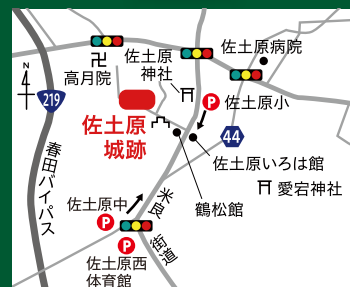 佐土原病院
佐土原
神社
高月院
N
4
219
佐土原小
佐土原
城跡
44
佐土原いろは館
愛宕神社
鶴松館
春田バイパス
米良街道
佐土原中
P
P
P
佐土原西
体育館